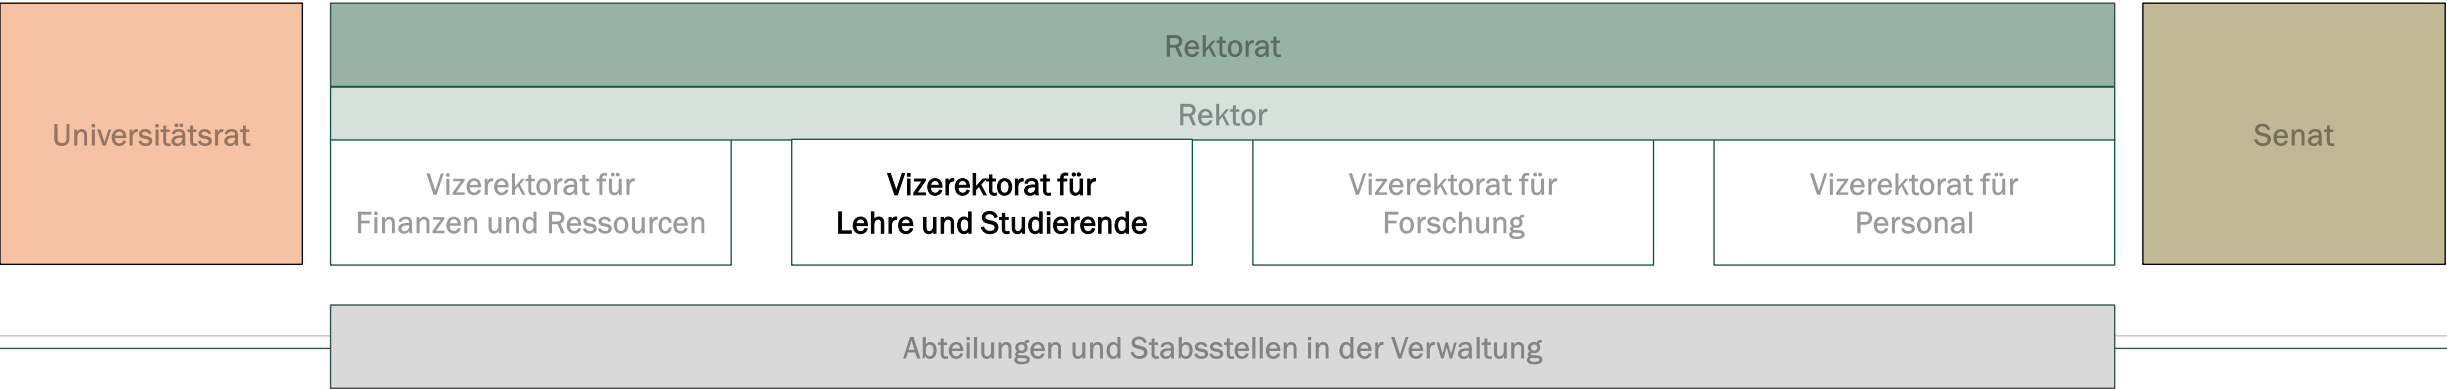 Universitätsrat
Rektorat
Rektor
Vizerektorat für
Finanzen und Ressourcen
Vizerektorat für
Lehre und Studierende
Vizerektorat für
Forschung
Vizerektorat für
Personal
Senat
Abteilungen und Stabsstellen in der Verwaltung